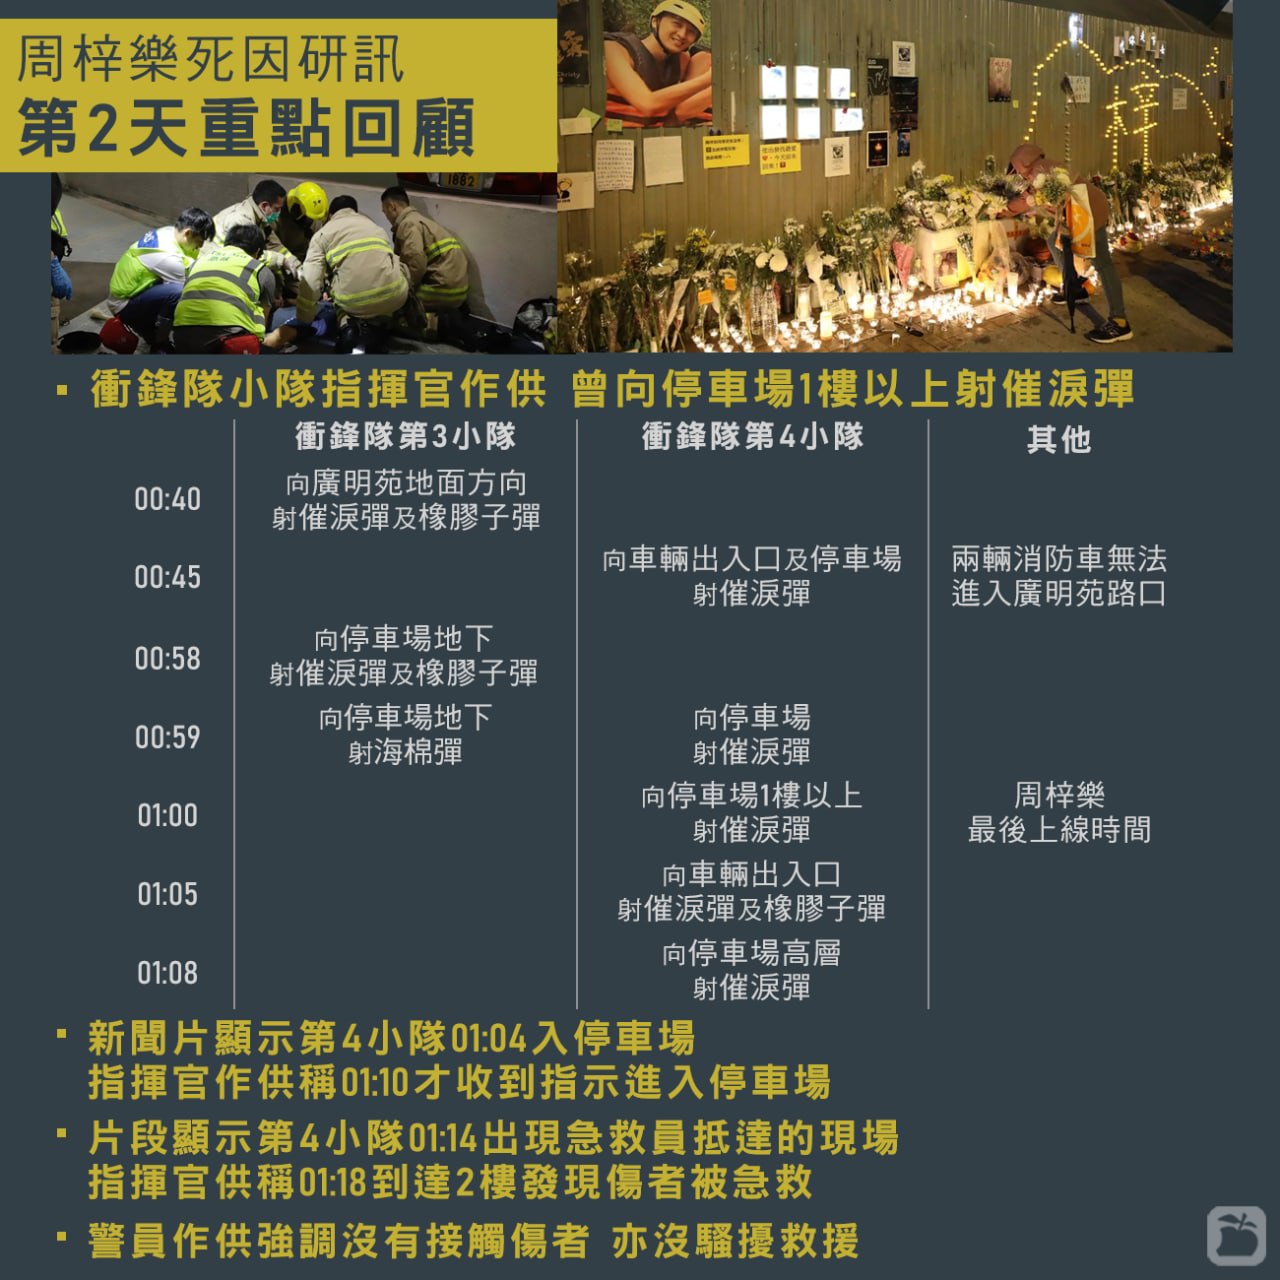 周梓樂死因研訊
第2天重點回顧
1882
梓
衝鋒隊小隊指揮官作供 曾向停車場1樓以上射催淚彈
衝鋒隊第3小隊
衝鋒隊第4小隊
其他
00:40
向廣明苑地面方向
射催淚彈及橡膠子彈
00:45
向車輛出入口及停車場
射催淚彈
兩輛消防車無法
進入廣明苑路口
00:58
向停車場地下
射催淚彈及橡膠子彈
00:59
向停車場地下
射海棉彈
向停車場
射催淚彈
01:00
向停車場1樓以上
射催淚彈
周梓樂
最後上線時間
01:05
向車輛出入口
射催淚彈及橡膠子彈
01:08
向停車場高層
射催淚彈
新聞片顯示第4小隊01:04入停車場
指揮官作供稱01:10才收到指示進入停車場
片段顯示第4小隊01:14出現急救員抵達的現場
指揮官供稱01:18到達2樓發現傷者被急救
警員作供強調沒有接觸傷者 亦沒騷擾救援